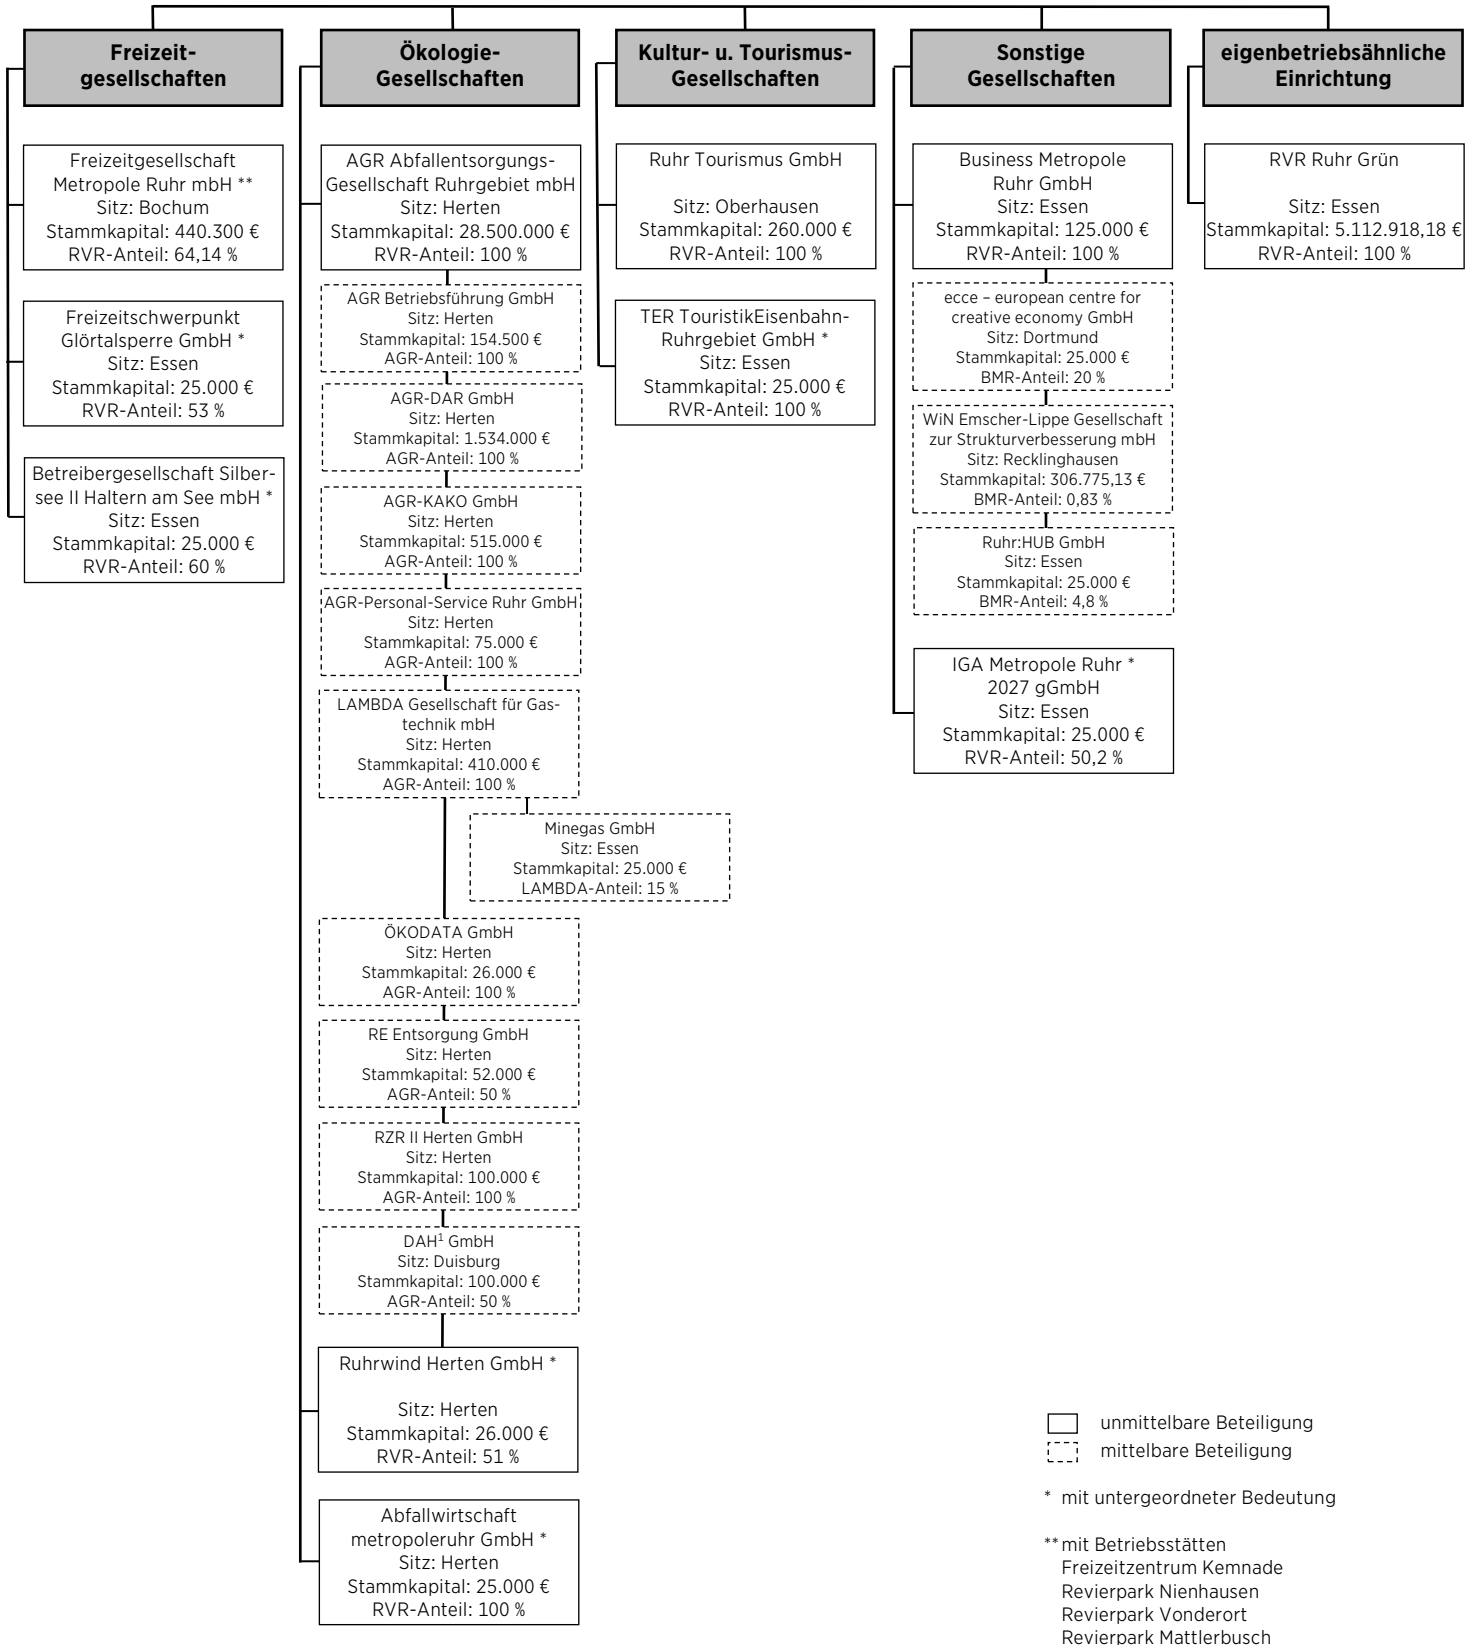 Freizeit-
gesellschaften
Freizeitgesellschaft
Metropole Ruhr mbH **
Sitz: Bochum
Stammkapital: 440.300 €
RVR-Anteil: 64,14 %
Freizeitschwerpunkt
Glörtalsperre GmbH *
Sitz: Essen
Stammkapital: 25.000 €
RVR-Anteil: 53 %
Betreibergesellschaft Silber-
see II Haltern am See mbH *
Sitz: Essen
Stammkapital: 25.000 €
RVR-Anteil: 60 %
Ökologie-
Gesellschaften
AGR Abfallentsorgungs-
Gesellschaft Ruhrgebiet mbH
Sitz: Herten
Stammkapital: 28.500.000 €
RVR-Anteil: 100 %
AGR Betriebsführung GmbH
Sitz: Herten
Stammkapital: 154.500 €
AGR-Anteil: 100 %
AGR-DAR GmbH
Sitz: Herten
Stammkapital: 1.534.000 €
AGR-Anteil: 100 %
AGR-KAKO GmbH
Sitz: Herten
Stammkapital: 515.000 €
AGR-Anteil: 100 %
AGR-Personal-Service Ruhr GmbH
Sitz: Herten
Stammkapital: 75.000 €
AGR-Anteil: 100 %
LAMBDA Gesellschaft für Gas-
technik mbH
Sitz: Herten
Stammkapital: 410.000 €
AGR-Anteil: 100 %
Minegas GmbH
Sitz: Essen
Stammkapital: 25.000 €
LAMBDA-Anteil: 15 %
ÖKODATA GmbH
Sitz: Herten
Stammkapital: 26.000 €
AGR-Anteil: 100 %
RE Entsorgung GmbH
Sitz: Herten
Stammkapital: 52.000 €
AGR-Anteil: 50 %
RZR II Herten GmbH
Sitz: Herten
Stammkapital: 100.000 €
AGR-Anteil: 100 %
DAH¹ GmbH
Sitz: Duisburg
Stammkapital: 100.000 €
AGR-Anteil: 50 %
Ruhrwind Herten GmbH *
Sitz: Herten
Stammkapital: 26.000 €
RVR-Anteil: 51 %
Abfallwirtschaft
metropoleruhr GmbH *
Sitz: Herten
Stammkapital: 25.000 €
RVR-Anteil: 100 %
Kultur- u. Tourismus-
Gesellschaften
Ruhr Tourismus GmbH
Sitz: Oberhausen
Stammkapital: 260.000 €
RVR-Anteil: 100 %
TER TouristikEisenbahn-
Ruhrgebiet GmbH *
Sitz: Essen
Stammkapital: 25.000 €
RVR-Anteil: 100 %
Sonstige
Gesellschaften
Business Metropole
Ruhr GmbH
Sitz: Essen
Stammkapital: 125.000 €
RVR-Anteil: 100 %
ecce – european centre for
creative economy GmbH
Sitz: Dortmund
Stammkapital: 25.000 €
BMR-Anteil: 20 %
WiN Emscher-Lippe Gesellschaft
zur Strukturverbesserung mbH
Sitz: Recklinghausen
Stammkapital: 306.775,13 €
BMR-Anteil: 0,83 %
Ruhr:HUB GmbH
Sitz: Essen
Stammkapital: 25.000 €
BMR-Anteil: 4,8 %
IGA Metropole Ruhr *
2027 gGmbH
Sitz: Essen
Stammkapital: 25.000 €
RVR-Anteil: 50,2 %
eigenbetriebsähnliche
Einrichtung
RVR Ruhr Grün
Sitz: Essen
Stammkapital: 5.112.918,18 €
RVR-Anteil: 100 %
unmittelbare Beteiligung
mittelbare Beteiligung
* mit untergeordneter Bedeutung
** mit Betriebsstätten
Freizeitzentrum Kemnade
Revierpark Nienhausen
Revierpark Vonderort
Revierpark Mattlerbusch